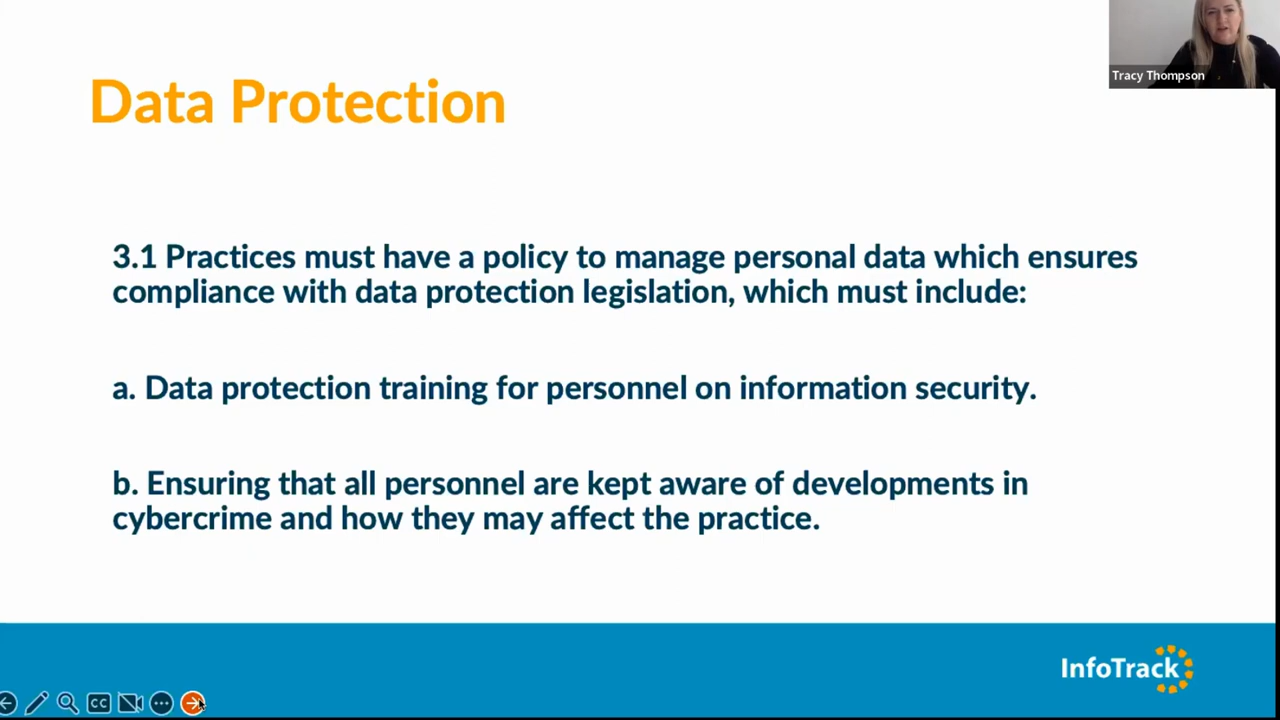 Tracy Thompson
Data Protection
3.1 Practices must have a policy to manage personal data which ensures
compliance with data protection legislation, which must include:
a. Data protection training for personnel on information security.
b. Ensuring that all personnel are kept aware of developments in
cybercrime and how they may affect the practice.
InfoTrack
CC